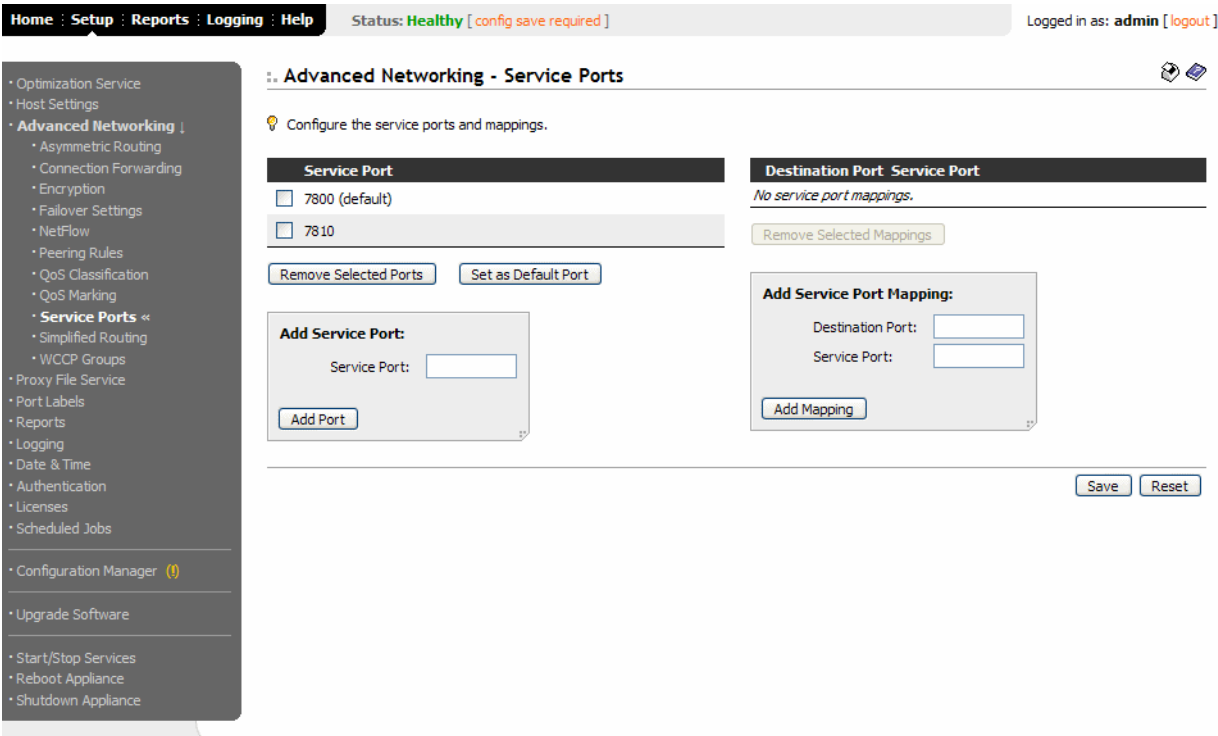 Home Setup Reports Logging Help
Status: Healthy [ config save required ]
Logged in as: admin [ logout ]
· Optimization Service
· Host Settings
· Advanced Networking ↓
· Asymmetric Routing
· Connection Forwarding
· Encryption
· Failover Settings
· NetFlow
· Peering Rules
· QoS Classification
· QoS Marking
· Service Ports «
· Simplified Routing
· WCCP Groups
· Proxy File Service
· Port Labels
· Reports
· Logging
· Date & Time
· Authentication
· Licenses
· Scheduled Jobs
· Configuration Manager (!)
· Upgrade Software
· Start/Stop Services
· Reboot Appliance
· Shutdown Appliance
:. Advanced Networking - Service Ports
Configure the service ports and mappings.
Service Port
7800 (default)
7810
Remove Selected Ports
Set as Default Port
Add Service Port:
Service Port:
Add Port
Destination Port Service Port
No service port mappings.
Remove Selected Mappings
Add Service Port Mapping:
Destination Port:
Service Port:
Add Mapping
Save
Reset